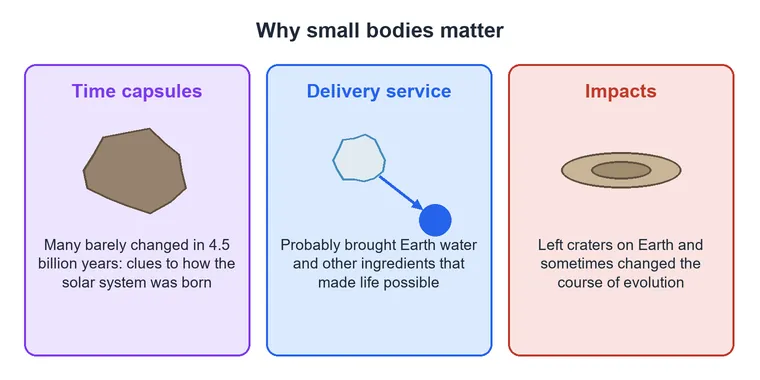 Why small bodies matter
Time capsules
Many barely changed in 4.5
billion years: clues to how the
solar system was born
Delivery service
Probably brought Earth water
and other ingredients that
made life possible
Impacts
Left craters on Earth and
sometimes changed the
course of evolution